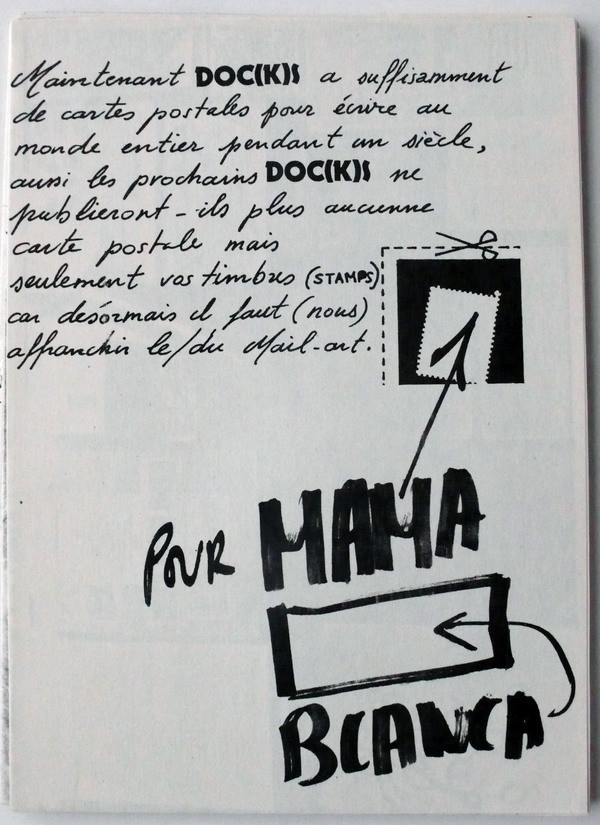 Maintenant DOC(K)S a suffisamment
de cartes postales pour écrire au
monde entier pendant un siècle,
aussi les prochains DOC(K)S ne
publieront-ils plus aucunne
carte postale mais
seulement vos timbres (STAMPS)
car desórmais il faut (nous)
affranchir le/du Mail-art.
POUR MAMA
BLANCA